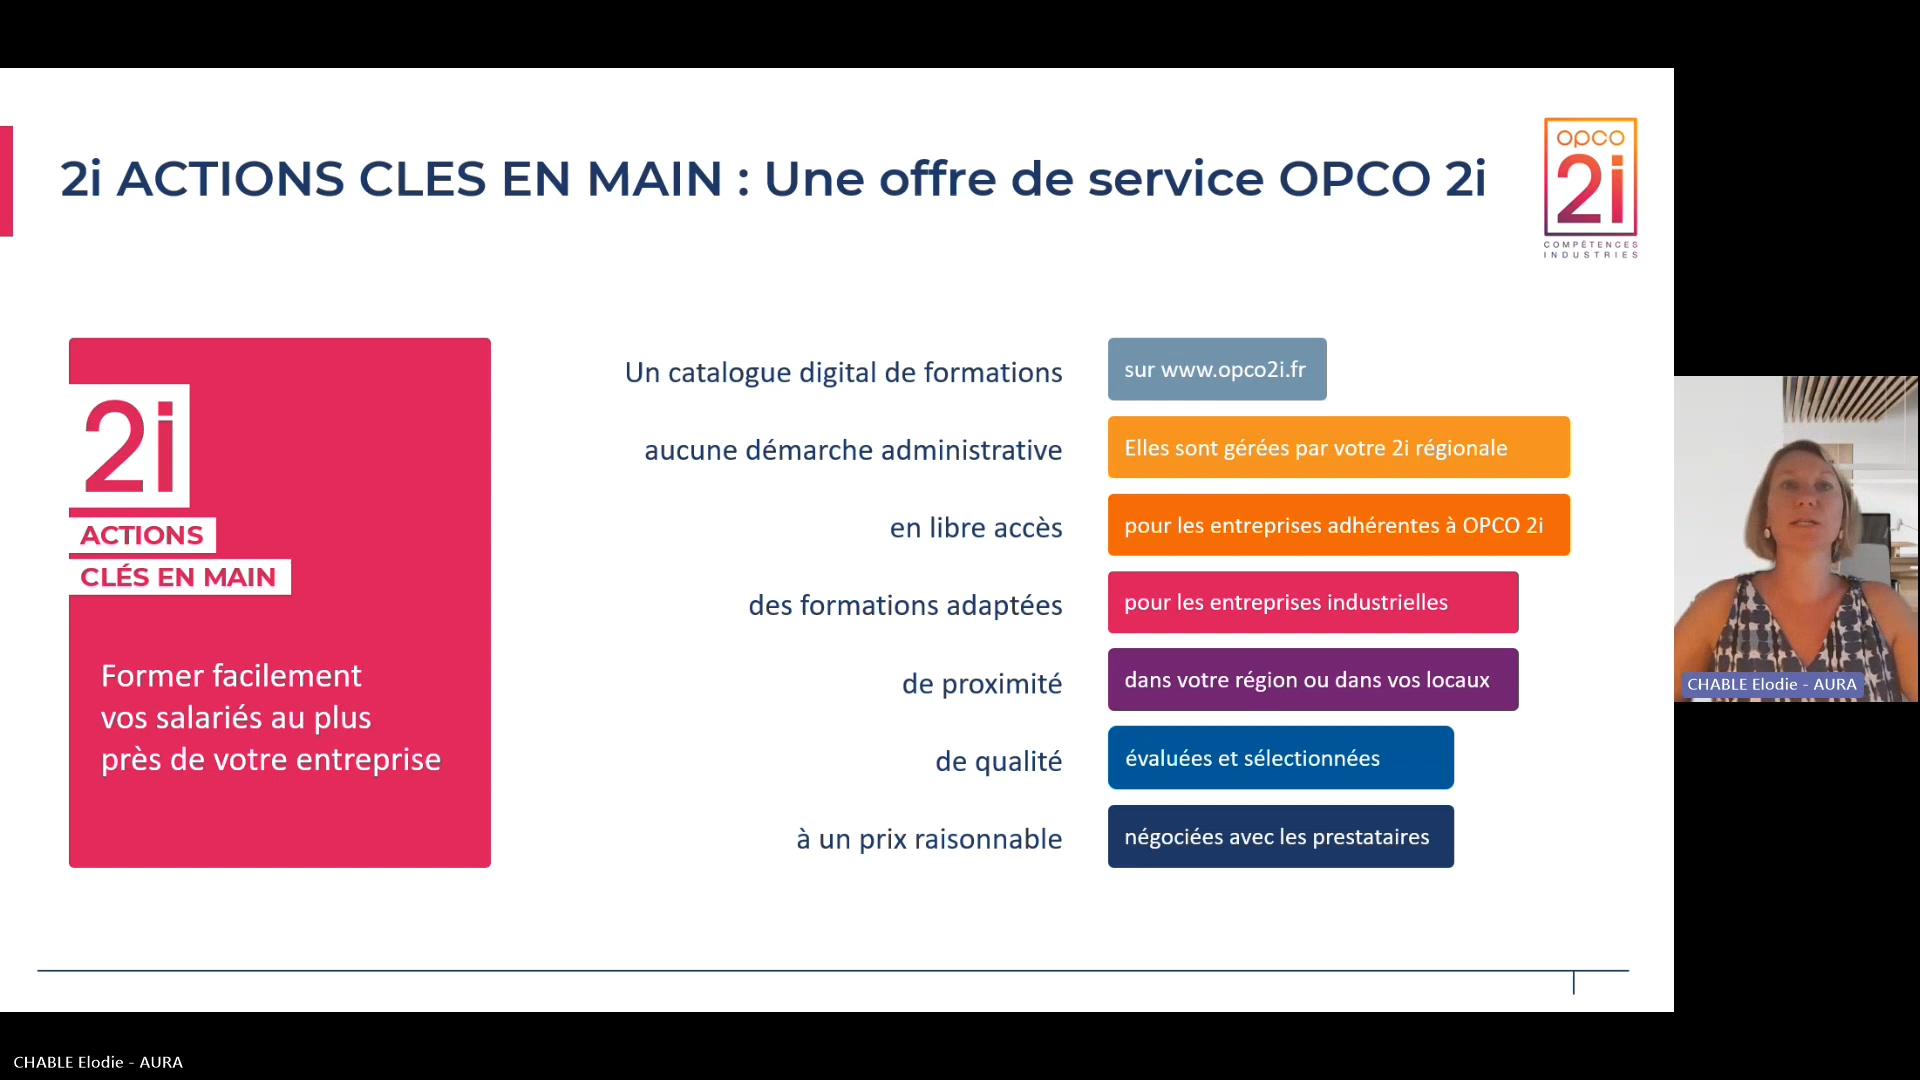 2i ACTIONS CLES EN MAIN : Une offre de service OPCO 2i
opco
2i
COMPÉTENCES
INDUSTRIES
2i
ACTIONS
CLÉS EN MAIN
Former facilement
vos salariés au plus
près de votre entreprise
Un catalogue digital de formations
sur www.opco2i.fr
aucune démarche administrative
Elles sont gérées par votre 2i régionale
en libre accès
pour les entreprises adhérentes à OPCO 2i
des formations adaptées
pour les entreprises industrielles
de proximité
dans votre région ou dans vos locaux
de qualité
évaluées et sélectionnées
à un prix raisonnable
négociées avec les prestataires
CHABLE Elodie - AURA
CHABLE Elodie - AURA